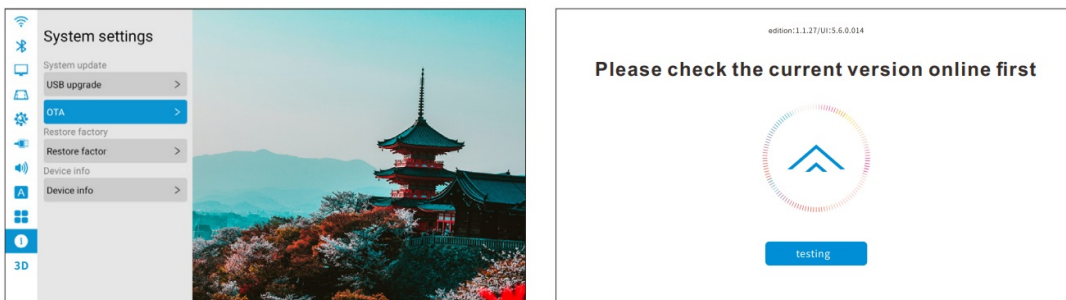 System settings
System update
USB upgrade >
OTA >
Restore factory
Restore factor >
Device info
Device info >
A
3D
edition:1.1.27/UI:5.6.0.014
Please check the current version online first
testing